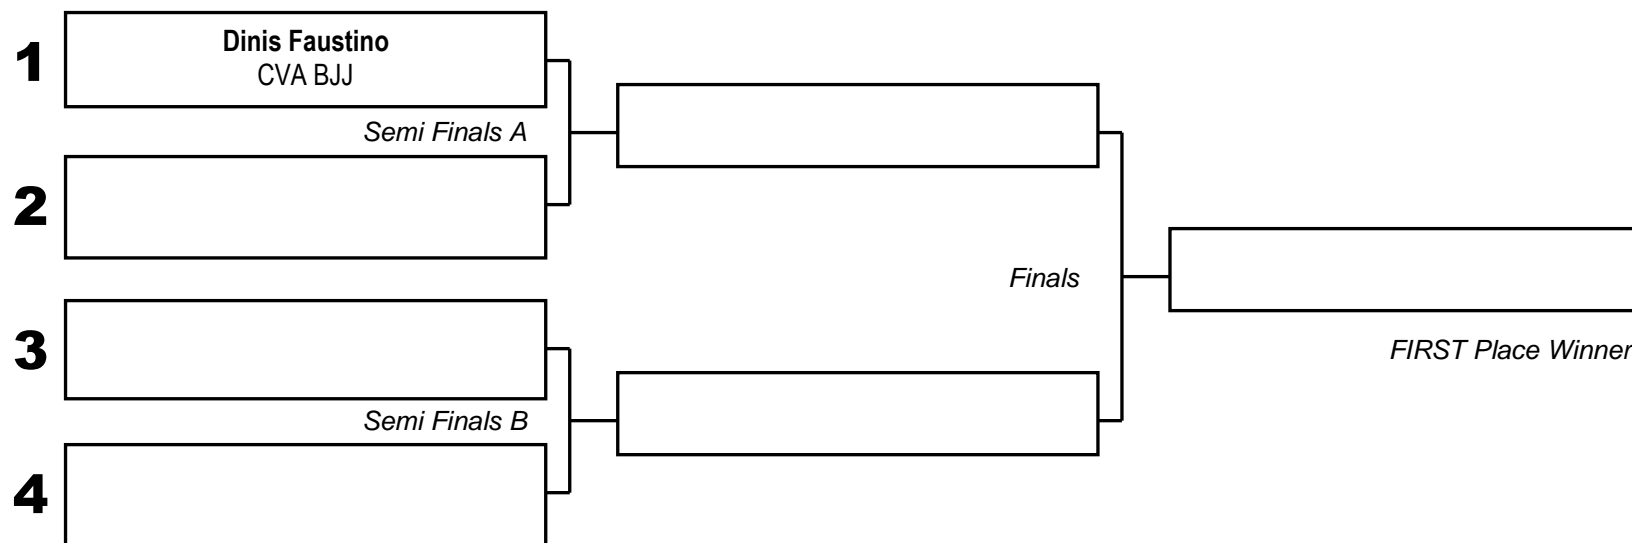 1
Dinis Faustino
CVA BJJ
Semi Finals A
2
Finals
3
FIRST Place Winner
Semi Finals B
4